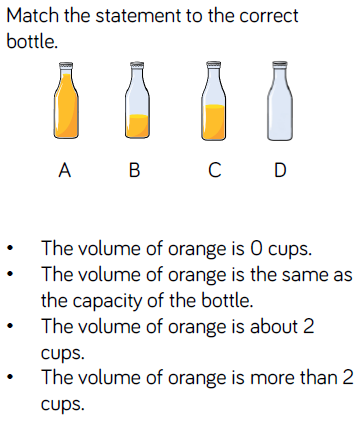 Match the statement to the correct
bottle.
A B C D
• The volume of orange is 0 cups.
• The volume of orange is the same as
the capacity of the bottle.
• The volume of orange is about 2
cups.
• The volume of orange is more than 2
cups.